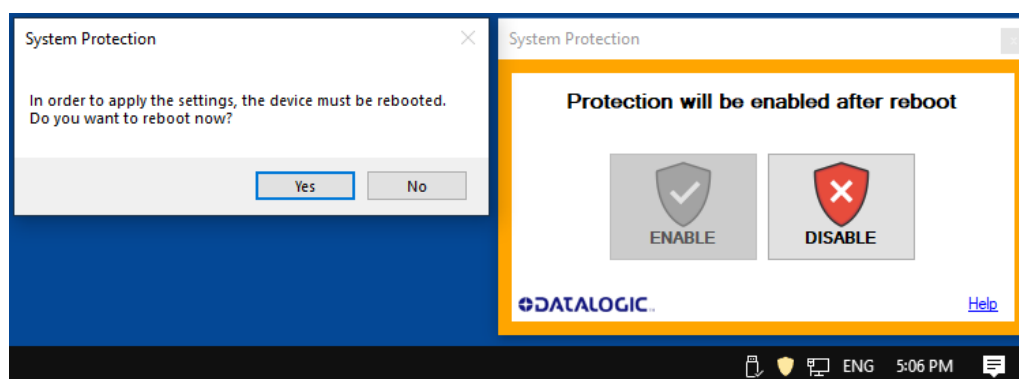 System Protection
In order to apply the settings, the device must be rebooted.
Do you want to reboot now?
Yes
No
System Protection
Protection will be enabled after reboot
ENABLE
DISABLE
DATALOGIC
Help
ENG
5:06 PM